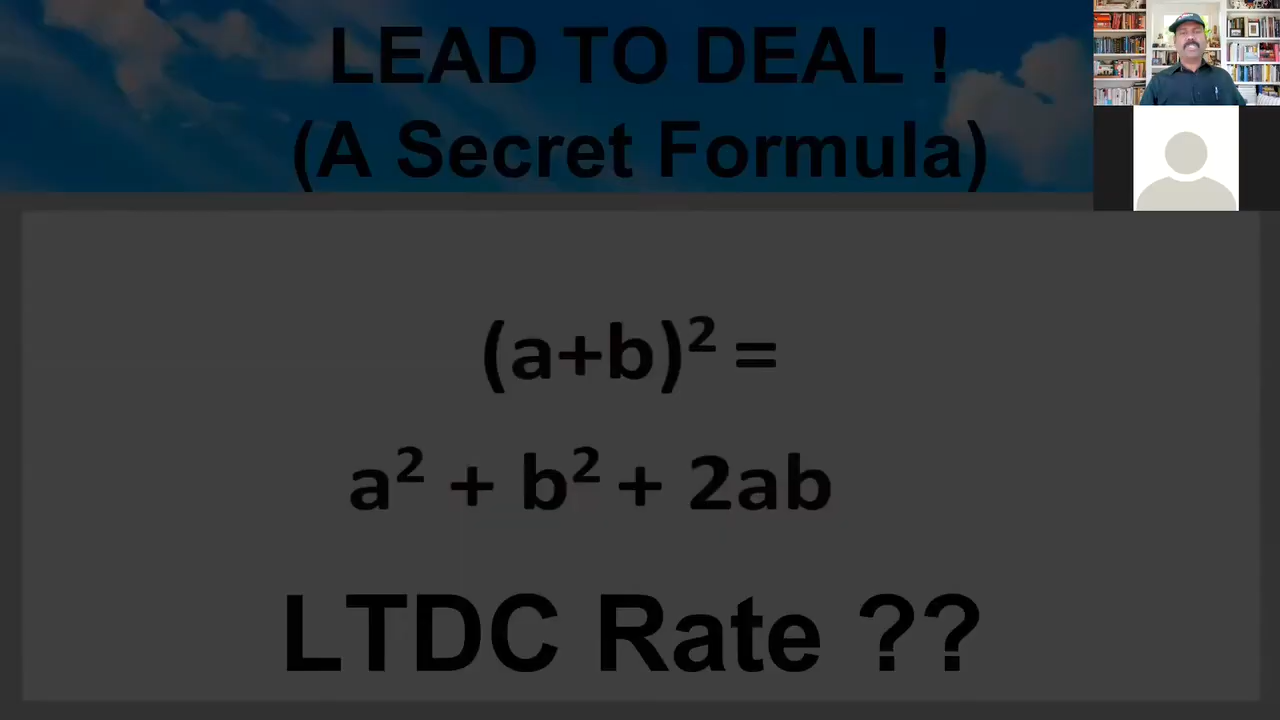 LEAD TO DEAL !
(A Secret Formula)
(a+b)² =
a² + b² + 2ab
LTDC Rate ??